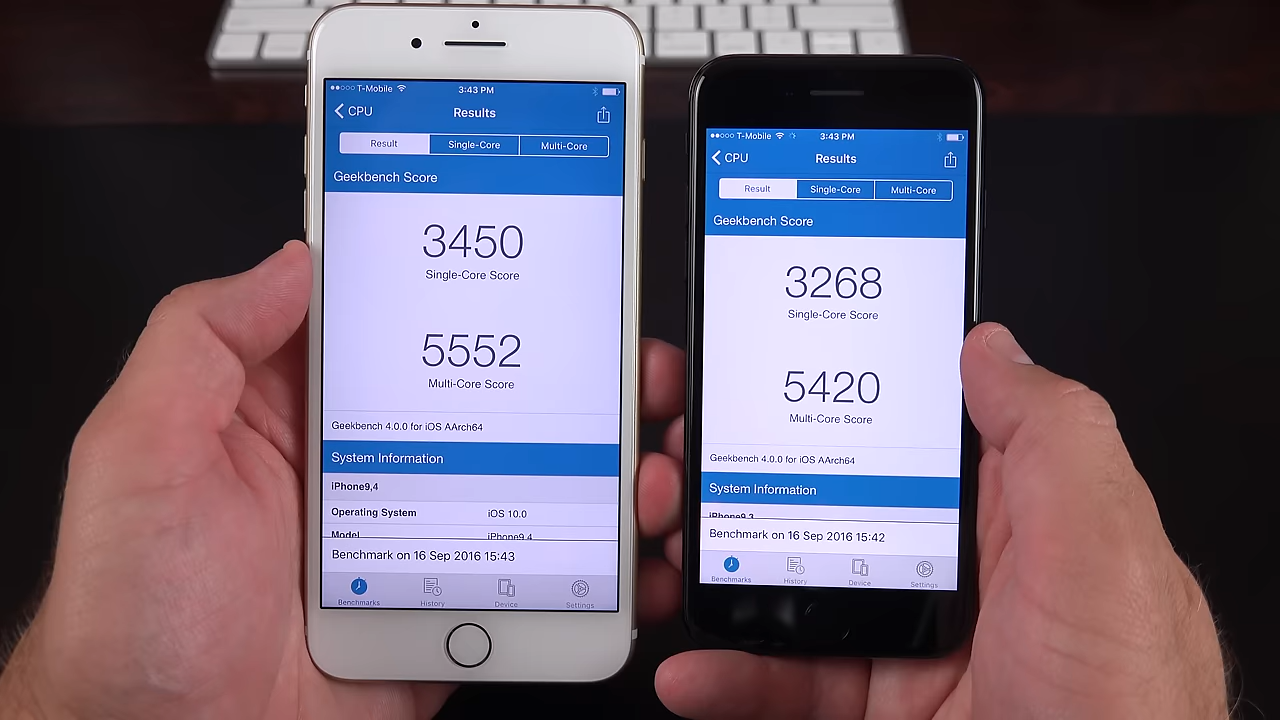 ●●○○○ T-Mobile 3:43 PM
CPU Results
Result Single-Core Multi-Core
Geekbench Score
3450
Single-Core Score
5552
Multi-Core Score
Geekbench 4.0.0 for iOS AArch64
System Information
iPhone9,4
Operating System iOS 10.0
Model iPhone9,4
Benchmark on 16 Sep 2016 15:43
Benchmarks History Device Settings
●●○○○ T-Mobile 3:43 PM
CPU Results
Result Single-Core Multi-Core
Geekbench Score
3268
Single-Core Score
5420
Multi-Core Score
Geekbench 4.0.0 for iOS AArch64
System Information
iPhone9,3
Benchmark on 16 Sep 2016 15:42
Benchmarks History Device Settings